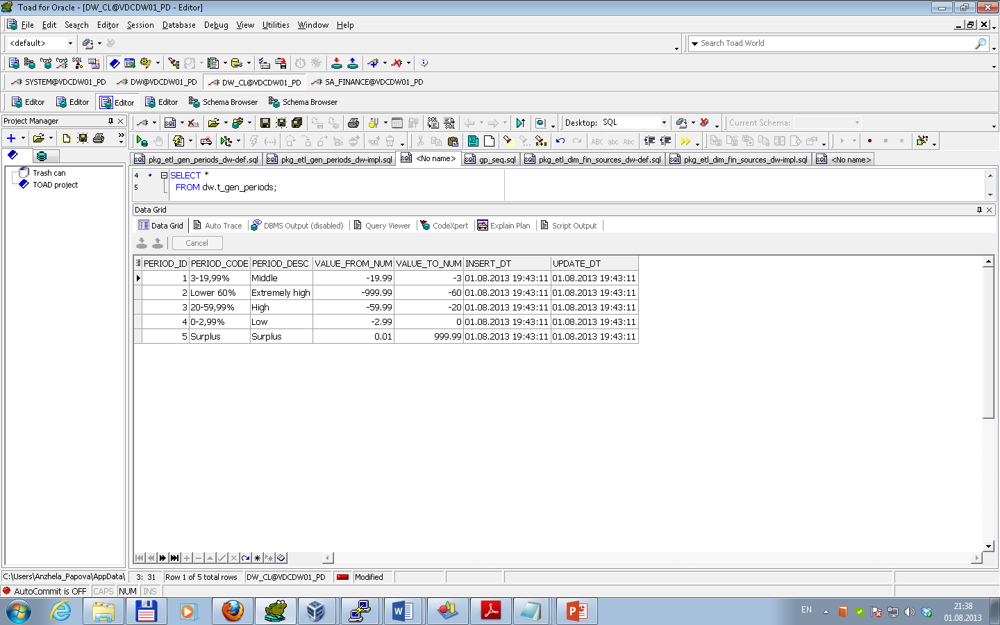 Toad for Oracle - [DW_CL@VDCDW01_PD - Editor]
File Edit Search Editor Session Database Debug View Utilities Window Help
<default>
Search Toad World
SQL
SYSTEM@VDCDW01_PD DW@VDCDW01_PD DW_CL@VDCDW01_PD SA_FINANCE@VDCDW01_PD
Editor Editor Editor Editor Schema Browser Schema Browser
Project Manager
Desktop: SQL Current Schema:
ABC abc Abc
pkg_etl_gen_periods_dw-def.sql pkg_etl_gen_periods_dw-impl.sql <No name> gp_seq.sql pkg_etl_dim_fin_sources_dw-def.sql pkg_etl_dim_fin_sources_dw-impl.sql <No name>
Trash can
TOAD project
4 SELECT *
5 FROM dw.t_gen_periods;
Data Grid
Data Grid Auto Trace DBMS Output (disabled) Query Viewer CodeXpert Explain Plan Script Output
Cancel
PERIOD_ID PERIOD_CODE PERIOD_DESC VALUE_FROM_NUM VALUE_TO_NUM INSERT_DT UPDATE_DT
1 3-19,99% Middle -19.99 -3 01.08.2013 19:43:11 01.08.2013 19:43:11
2 Lower 60% Extremely high -999.99 -60 01.08.2013 19:43:11 01.08.2013 19:43:11
3 20-59,99% High -59.99 -20 01.08.2013 19:43:11 01.08.2013 19:43:11
4 0-2,99% Low -2.99 0 01.08.2013 19:43:11 01.08.2013 19:43:11
5 Surplus Surplus 0.01 999.99 01.08.2013 19:43:11 01.08.2013 19:43:11
C:\Users\Anzhela_Papova\AppData\ 3: 31 Row 1 of 5 total rows DW_CL@VDCDW01_PD Modified
AutoCommit is OFF CAPS NUM INS
EN
21:38
01.08.2013